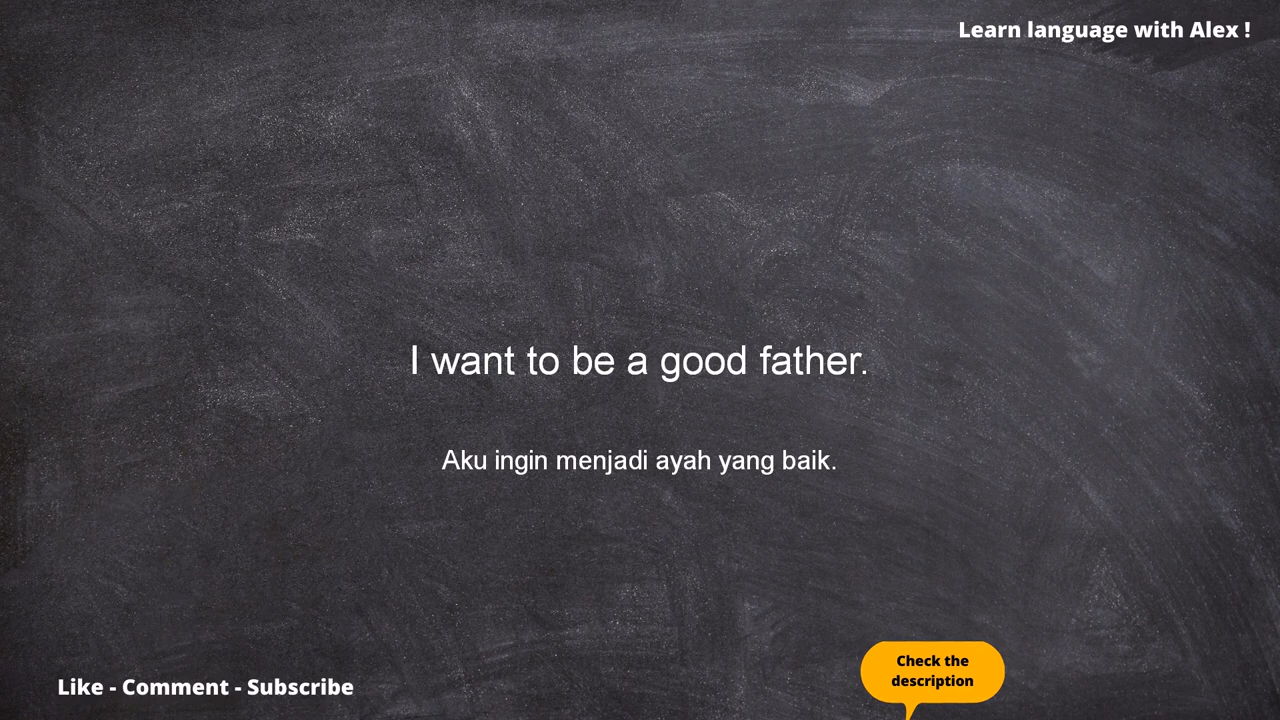 Learn language with Alex !
I want to be a good father.
Aku ingin menjadi ayah yang baik.
Like - Comment - Subscribe
Check the
description